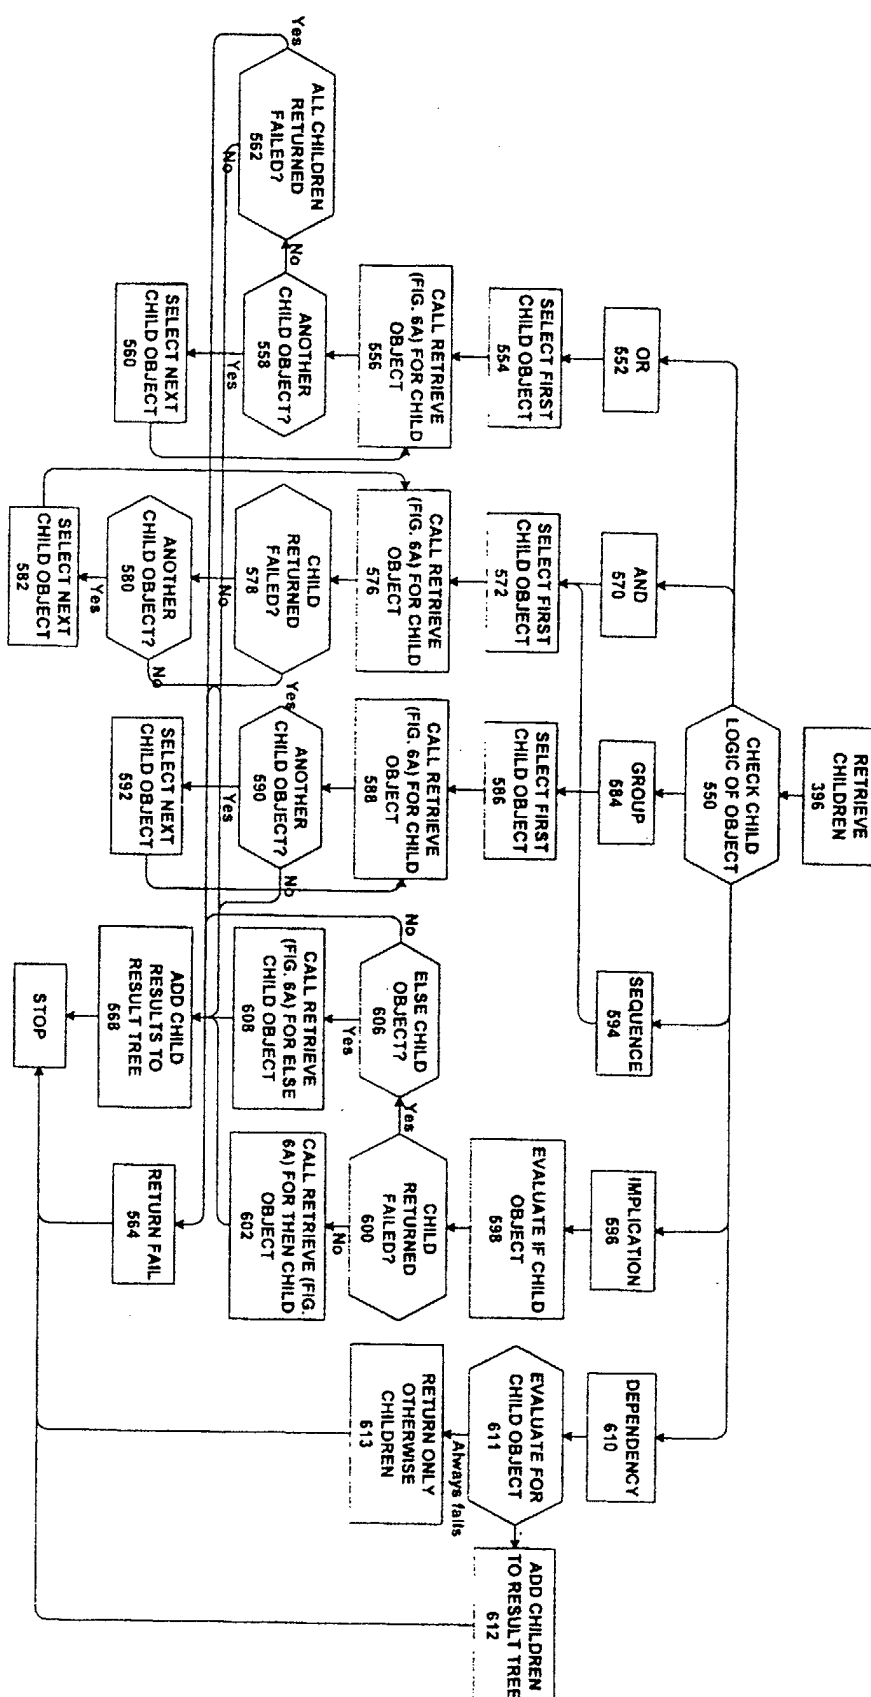 RETRIEVE
CHILDREN
396
CHECK CHILD
LOGIC OF OBJECT
550
OR
552
AND
570
GROUP
584
SEQUENCE
594
IMPLICATION
596
DEPENDENCY
610
SELECT FIRST
CHILD OBJECT
554
SELECT FIRST
CHILD OBJECT
572
SELECT FIRST
CHILD OBJECT
586
EVALUATE IF CHILD
OBJECT
598
EVALUATE FOR
CHILD OBJECT
611
ADD CHILDREN
TO RESULT TREE
612
CALL RETRIEVE
(FIG. 6A) FOR CHILD
OBJECT
556
CALL RETRIEVE
(FIG. 6A) FOR CHILD
OBJECT
576
CALL RETRIEVE
(FIG. 6A) FOR CHILD
OBJECT
588
No
ELSE CHILD
OBJECT?
606
Yes
CHILD
RETURNED
FAILED?
600
Always fails
RETURN ONLY
OTHERWISE
CHILDREN
613
Yes
ALL CHILDREN
RETURNED
FAILED?
562
No
No
ANOTHER
CHILD OBJECT?
558
Yes
CHILD
RETURNED
FAILED?
578
No
Yes
ANOTHER
CHILD OBJECT?
590
Yes
No
Yes
CALL RETRIEVE
(FIG. 6A) FOR ELSE
CHILD OBJECT
608
No
CALL RETRIEVE (FIG.
6A) FOR THEN CHILD
OBJECT
602
SELECT NEXT
CHILD OBJECT
560
ANOTHER
CHILD OBJECT?
580
Yes
No
SELECT NEXT
CHILD OBJECT
592
ADD CHILD
RESULTS TO
RESULT TREE
568
RETURN FAIL
564
SELECT NEXT
CHILD OBJECT
582
STOP